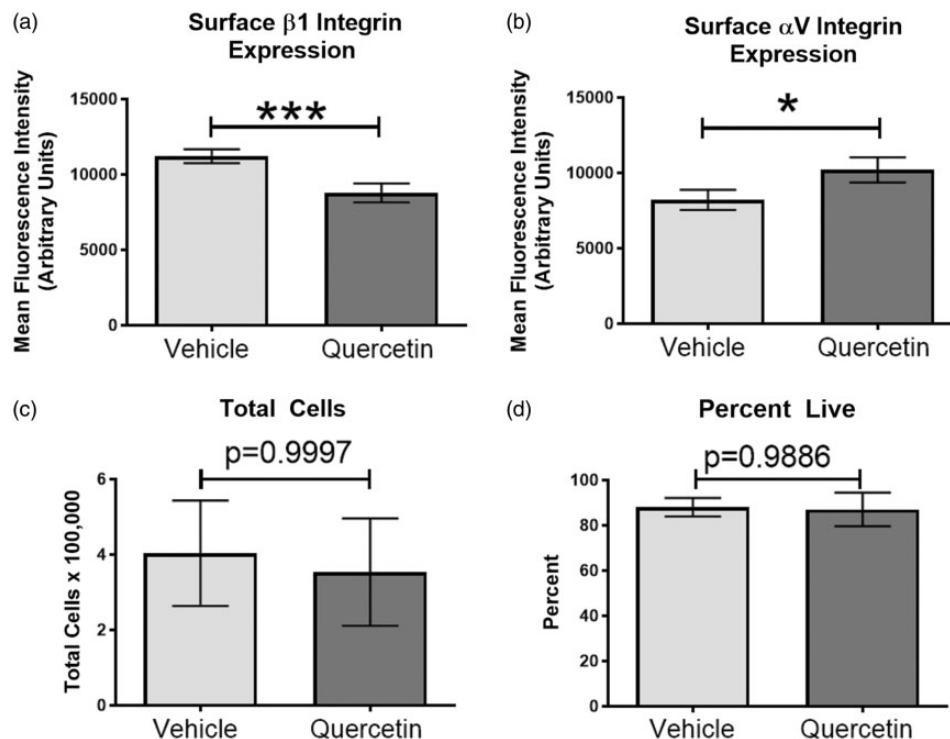 (a)
Surface β1 Integrin
Expression
Mean Fluorescence Intensity
(Arbitrary Units)
15000
10000
5000
0
***
Vehicle
Quercetin
(b)
Surface αV Integrin
Expression
Mean Fluorescence Intensity
(Arbitrary Units)
15000
10000
5000
0
*
Vehicle
Quercetin
(c)
Total Cells
p=0.9997
Total Cells x 100,000
6
4
2
0
Vehicle
Quercetin
(d)
Percent Live
p=0.9886
Percent
100
80
60
40
20
0
Vehicle
Quercetin